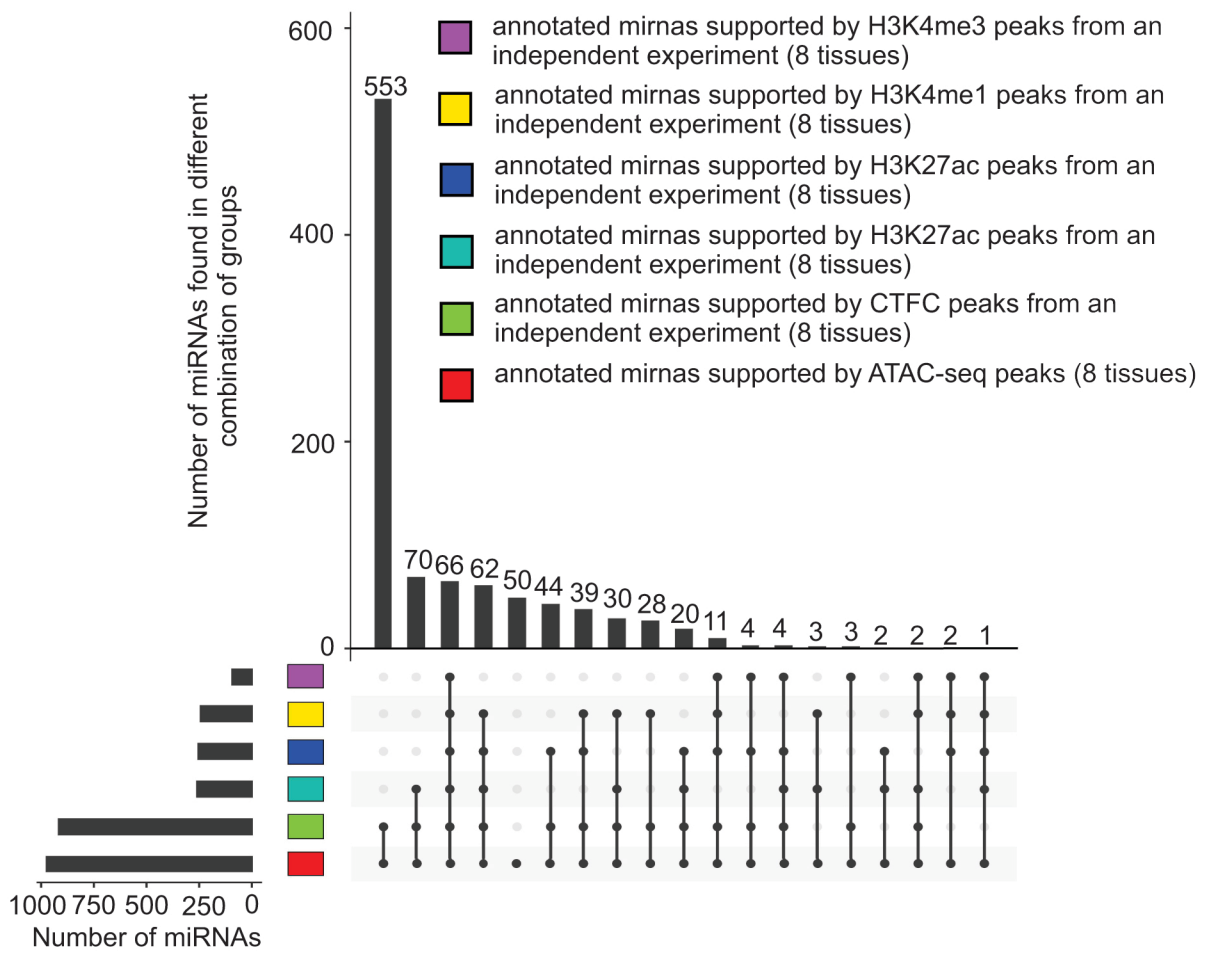 600
annotated mirnas supported by H3K4me3 peaks from an
independent experiment (8 tissues)
553
annotated mirnas supported by H3K4me1 peaks from an
independent experiment (8 tissues)
Number of miRNAs found in different
combination of groups
annotated mirnas supported by H3K27ac peaks from an
independent experiment (8 tissues)
400
annotated mirnas supported by H3K27ac peaks from an
independent experiment (8 tissues)
annotated mirnas supported by CTFC peaks from an
independent experiment (8 tissues)
annotated mirnas supported by ATAC-seq peaks (8 tissues)
200
70 66 62 50 44 39 30 28 20 11 4 4 3 3 2 2 2 1
0
1000 750 500 250 0
Number of miRNAs